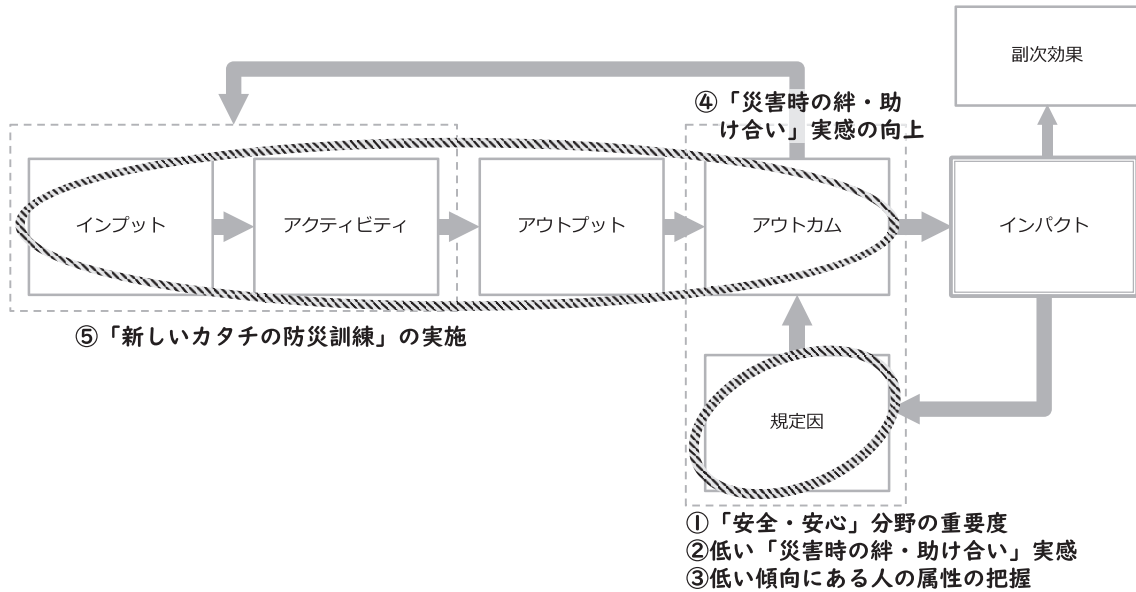 副次効果
④「災害時の絆・助
け合い」実感の向上
インプット
アクティビティ
アウトプット
アウトカム
インパクト
⑤「新しいカタチの防災訓練」の実施
規定因
①「安全・安心」分野の重要度
②低い「災害時の絆・助け合い」実感
③低い傾向にある人の属性の把握